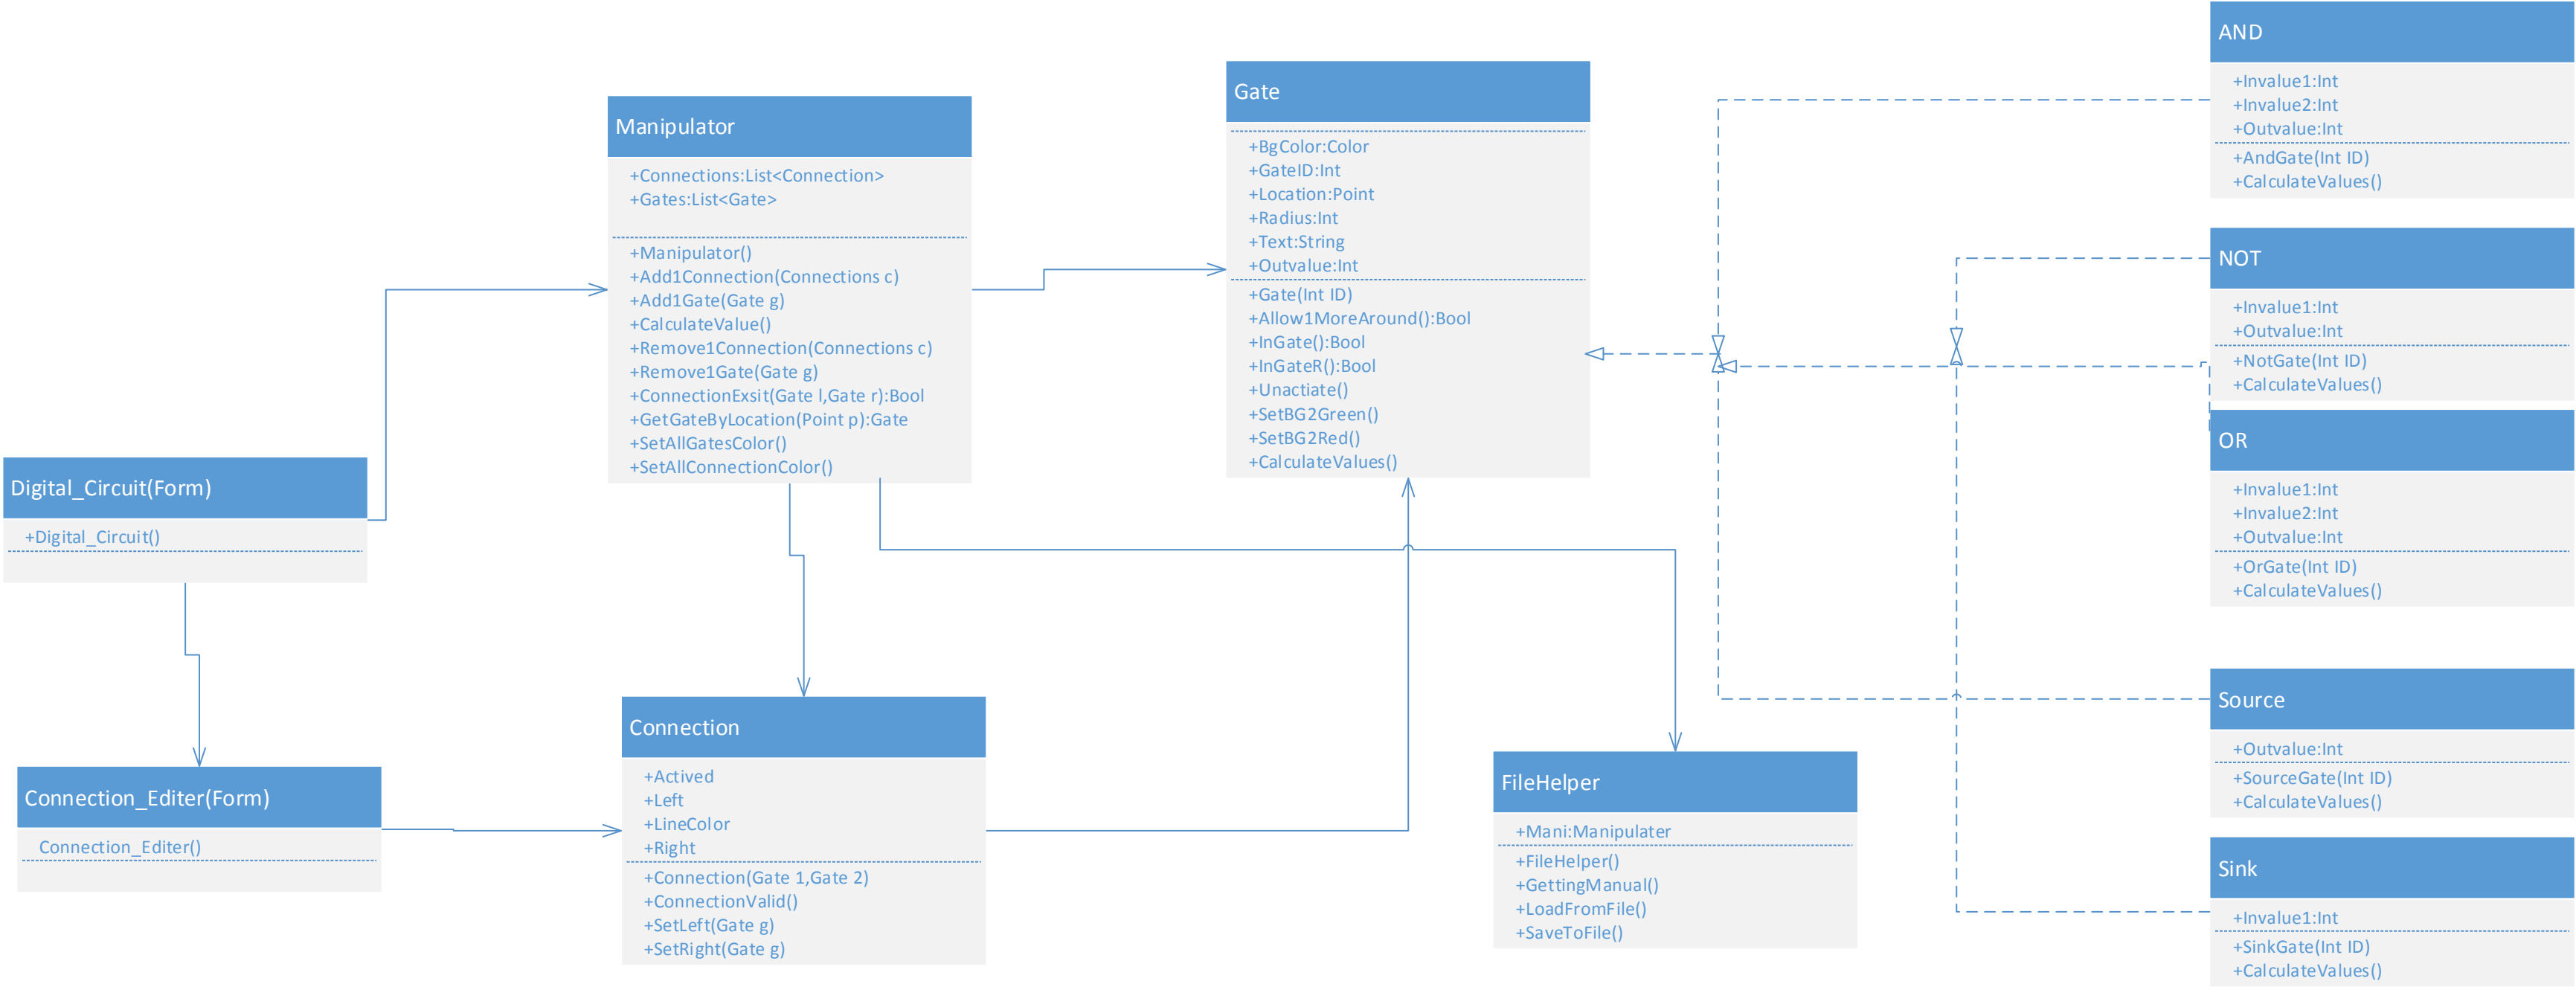 Digital_Circuit(Form)
+Digital_Circuit()
Connection_Editer(Form)
Connection_Editer()
Manipulator
+Connections:List<Connection>
+Gates:List<Gate>
+Manipulator()
+Add1Connection(Connections c)
+Add1Gate(Gate g)
+CalculateValue()
+Remove1Connection(Connections c)
+Remove1Gate(Gate g)
+ConnectionExsit(Gate l,Gate r):Bool
+GetGateByLocation(Point p):Gate
+SetAllGatesColor()
+SetAllConnectionColor()
Connection
+Actived
+Left
+LineColor
+Right
+Connection(Gate 1,Gate 2)
+ConnectionValid()
+SetLeft(Gate g)
+SetRight(Gate g)
Gate
+BgColor:Color
+GateID:Int
+Location:Point
+Radius:Int
+Text:String
+Outvalue:Int
+Gate(Int ID)
+Allow1MoreAround():Bool
+InGate():Bool
+InGateR():Bool
+Unactiate()
+SetBG2Green()
+SetBG2Red()
+CalculateValues()
FileHelper
+Mani:Manipulater
+FileHelper()
+GettingManual()
+LoadFromFile()
+SaveToFile()
AND
+Invalue1:Int
+Invalue2:Int
+Outvalue:Int
+AndGate(Int ID)
+CalculateValues()
NOT
+Invalue1:Int
+Outvalue:Int
+NotGate(Int ID)
+CalculateValues()
OR
+Invalue1:Int
+Invalue2:Int
+Outvalue:Int
+OrGate(Int ID)
+CalculateValues()
Source
+Outvalue:Int
+SourceGate(Int ID)
+CalculateValues()
Sink
+Invalue1:Int
+SinkGate(Int ID)
+CalculateValues()